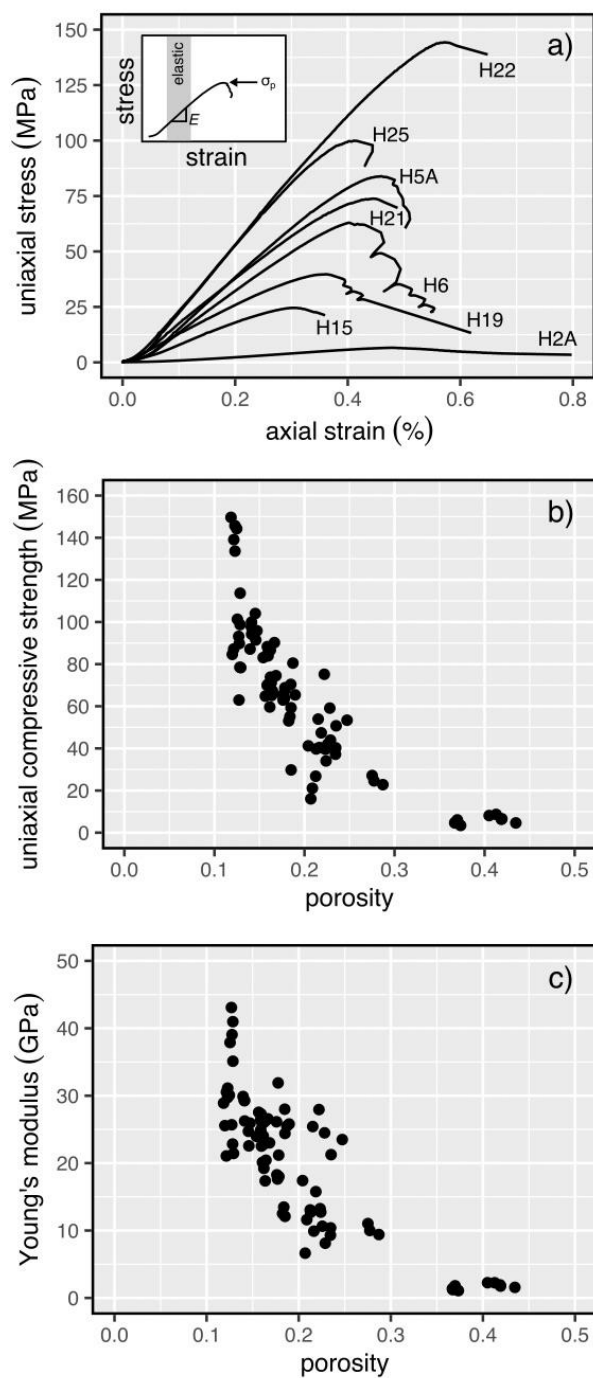 a)
150
125
100
75
50
25
0
uniaxial stress (MPa)
stress
elastic
σp
E
strain
H22
H25
H5A
H21
H6
H19
H15
H2A
0.0 0.2 0.4 0.6 0.8
axial strain (%)
b)
160
140
120
100
80
60
40
20
0
uniaxial compressive strength (MPa)
0.0 0.1 0.2 0.3 0.4 0.5
porosity
c)
50
40
30
20
10
0
Young's modulus (GPa)
0.0 0.1 0.2 0.3 0.4 0.5
porosity